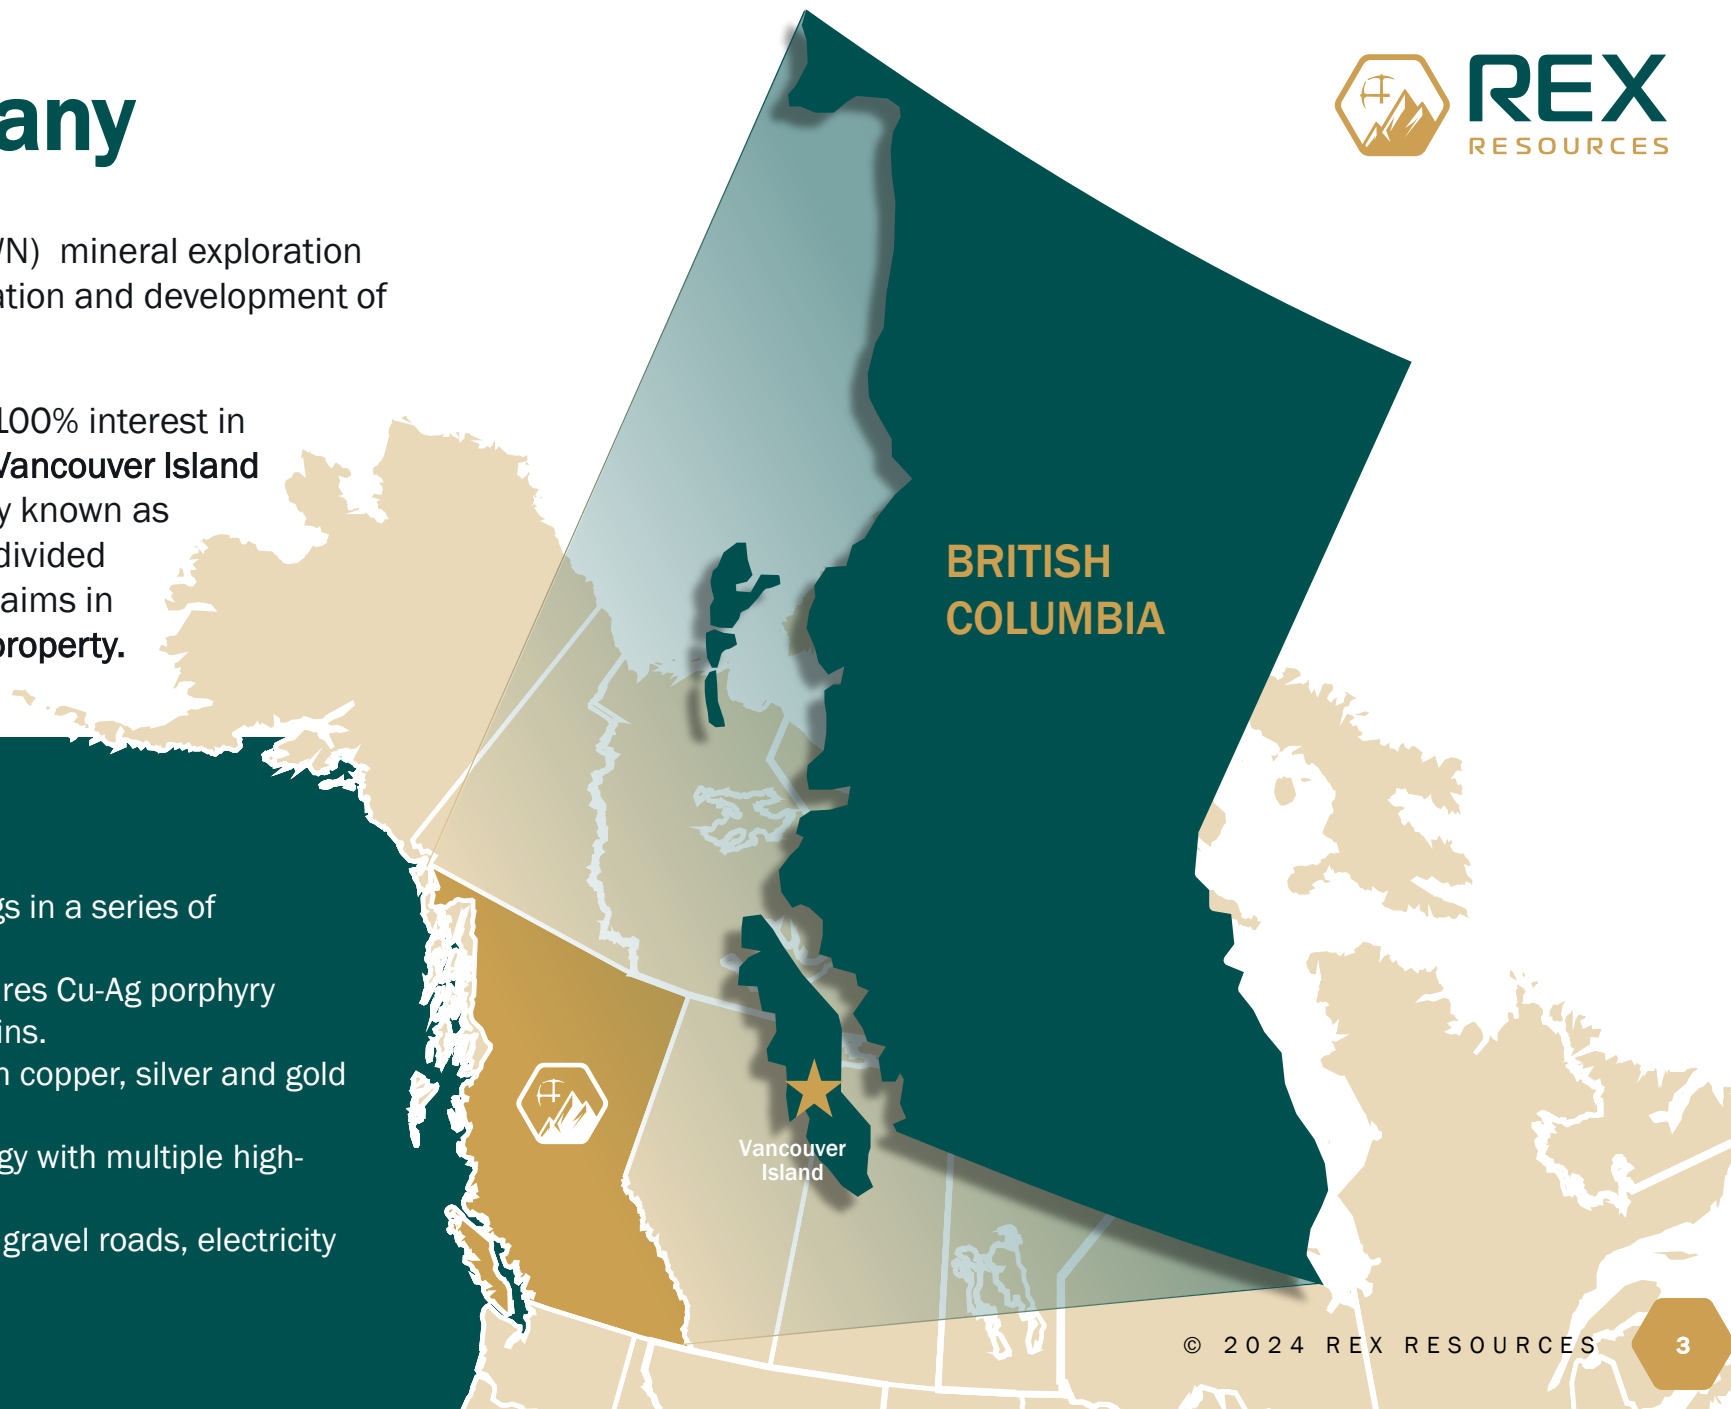 any
REX
RESOURCES
WN) mineral exploration
ation and development of
100% interest in
Vancouver Island
y known as
divided
aims in
property.
BRITISH
COLUMBIA
gs in a series of
res Cu-Ag porphyry
ins.
n copper, silver and gold
gy with multiple high-
gravel roads, electricity
Vancouver
Island
© 2024 REX RESOURCES
3